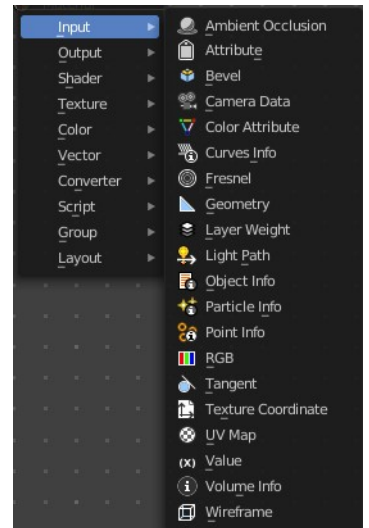 Input
Output
Shader
Texture
Color
Vector
Converter
Script
Group
Layout
Ambient Occlusion
Attribute
Bevel
Camera Data
Color Attribute
Curves Info
Fresnel
Geometry
Layer Weight
Light Path
Object Info
Particle Info
Point Info
RGB
Tangent
Texture Coordinate
UV Map
(x) Value
Volume Info
Wireframe